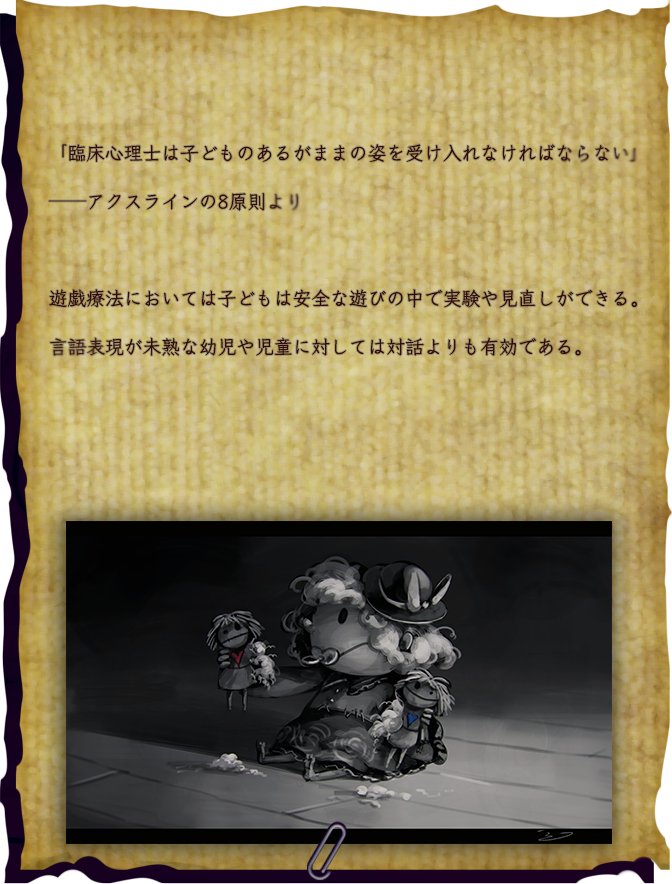 「臨床心理士は子どものあるがままの姿を受け入れなければならない」
――アクスラインの8原則より
遊戯療法においては子どもは安全な遊びの中で実験や見直しができる。
言語表現が未熟な幼児や児童に対しては対話よりも有効である。